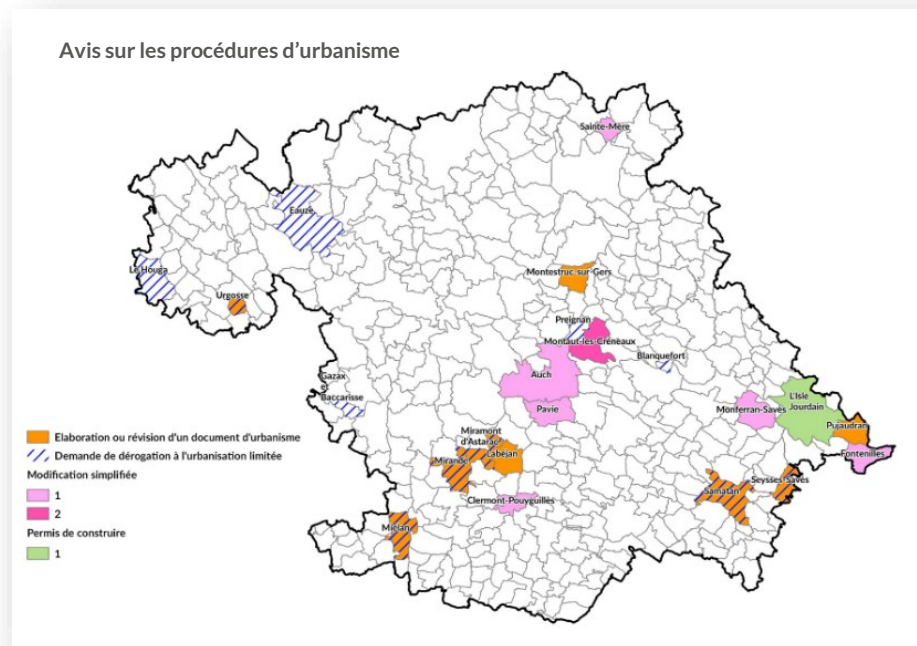 Avis sur les procédures d'urbanisme
Sainte-Mère
Eauze
Le Houga
Urgosse
Montestruc-sur-Gers
Preignan
Montaut-les-Créneaux
Blanquefort
Gazax
et
Baccarisse
Auch
Pavie
L'Isle
Jourdain
Monferran-Savès
Pujaudran
Fontenilles
Miramont
d'Astarac
Labéjan
Mirande
Seysses-Savès
Samatan
Clermont-Pouyguillès
Miélan
Elaboration ou révision d'un document d'urbanisme
Demande de dérogation à l'urbanisation limitée
Modification simplifiée
1
2
Permis de construire
1